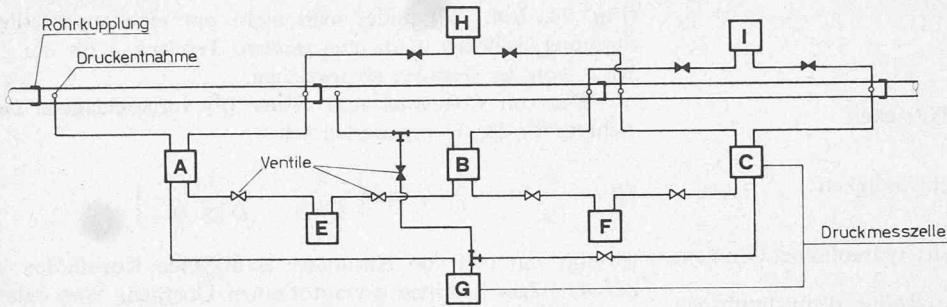 H
I
Rohrkupplung
Druckentnahme
A
Ventile
B
C
E
F
Druckmesszelle
G